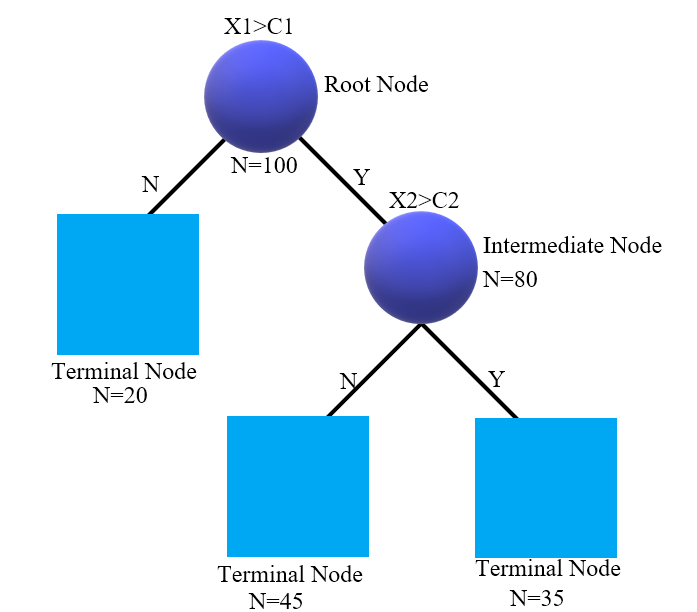 X1>C1
Root Node
N=100
N
Y
X2>C2
Intermediate Node
N=80
Terminal Node
N=20
N
Y
Terminal Node
N=45
Terminal Node
N=35